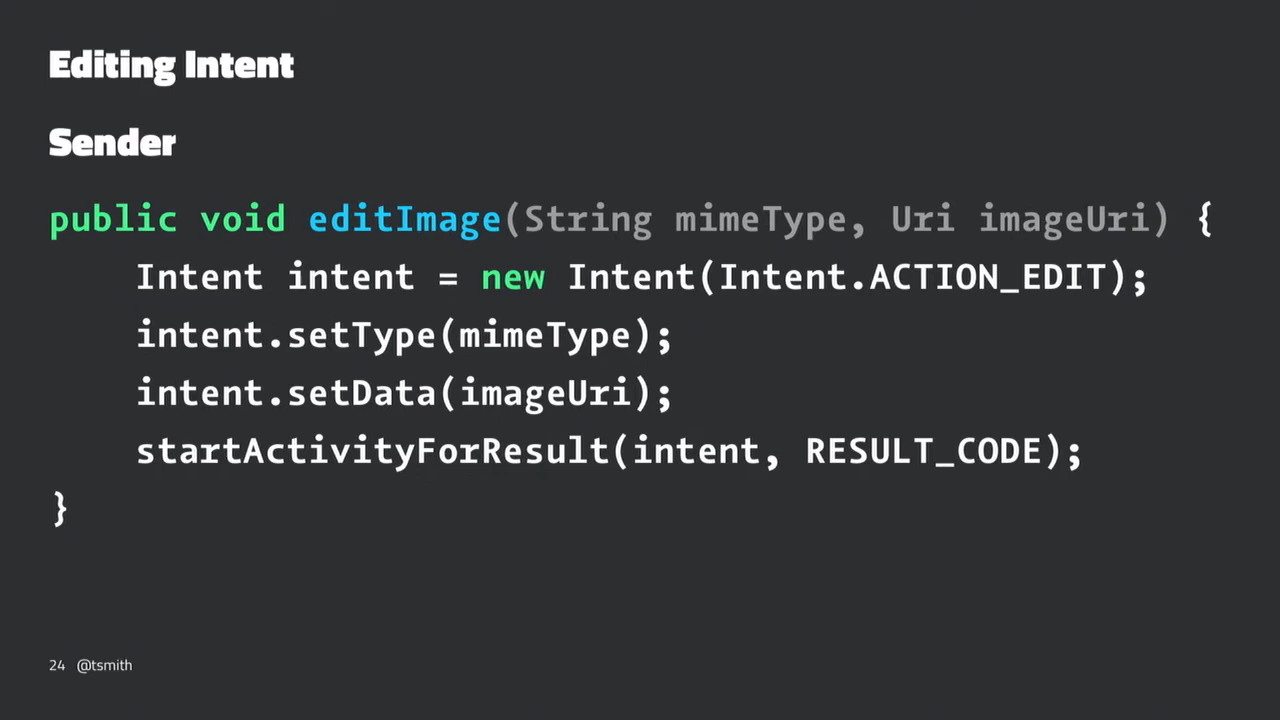 Editing Intent
Sender
public void editImage(String mimeType, Uri imageUri) {
    Intent intent = new Intent(Intent.ACTION_EDIT);
    intent.setType(mimeType);
    intent.setData(imageUri);
    startActivityForResult(intent, RESULT_CODE);
}
24 @tsmith